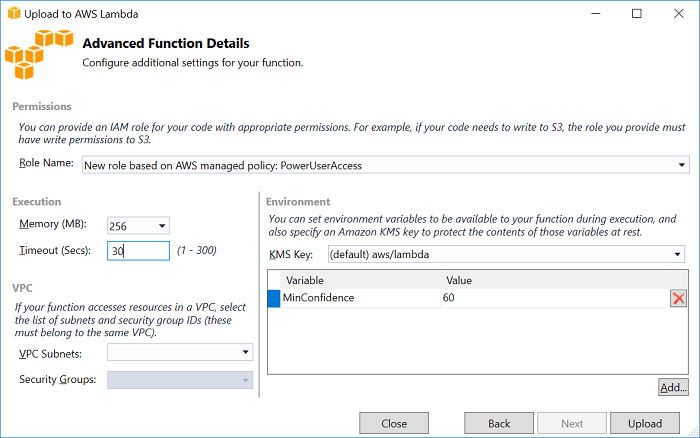 Upload to AWS Lambda
Advanced Function Details
Configure additional settings for your function.
Permissions
You can provide an IAM role for your code with appropriate permissions. For example, if your code needs to write to S3, the role you provide must
have write permissions to S3.
Role Name: New role based on AWS managed policy: PowerUserAccess
Execution
Memory (MB): 256
Timeout (Secs): 30 (1 - 300)
VPC
If your function accesses resources in a VPC, select
the list of subnets and security group IDs (these
must belong to the same VPC).
VPC Subnets:
Security Groups:
Environment
You can set environment variables to be available to your function during execution, and
also specify an Amazon KMS key to protect the contents of those variables at rest.
KMS Key: (default) aws/lambda
Variable Value
MinConfidence 60
Add...
Close Back Next Upload